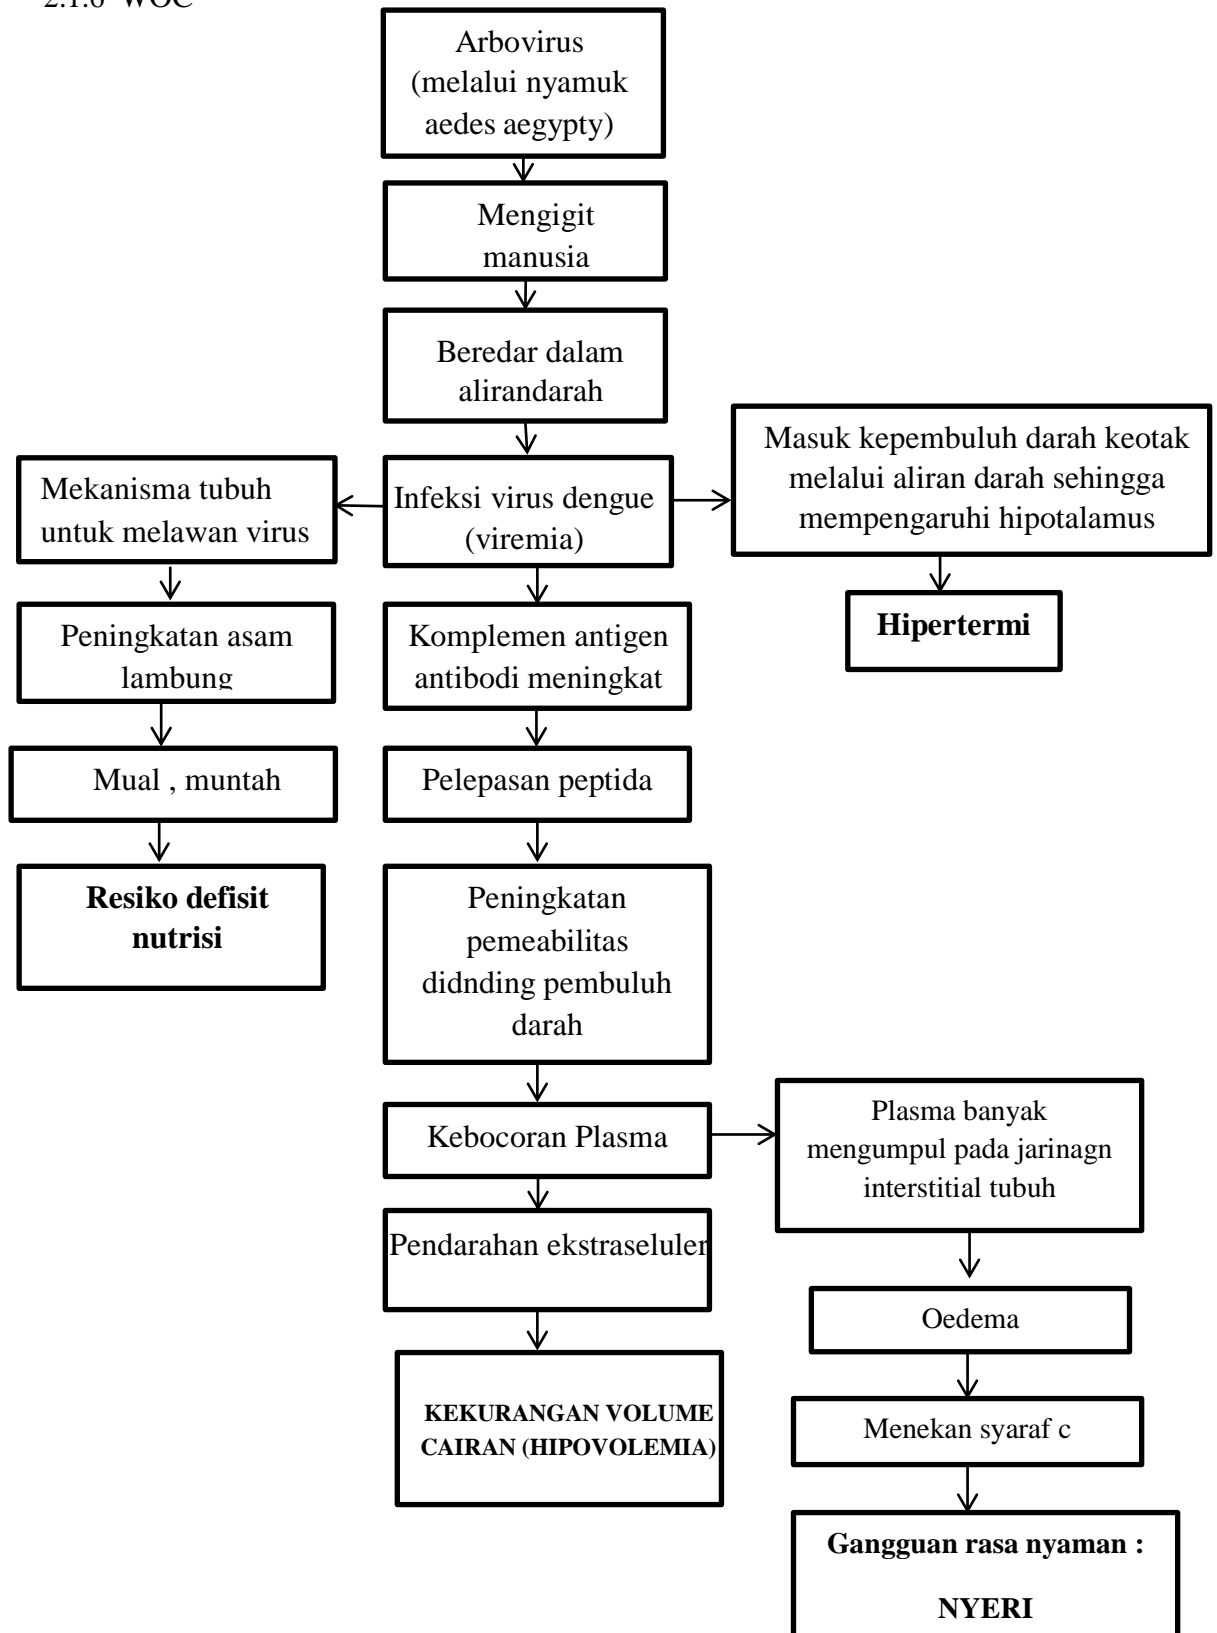 2.1.6 WOC
Arbovirus
(melalui nyamuk
aedes aegypty)
Mengigit
manusia
Beredar dalam
alirandarah
Masuk kepembuluh darah keotak
melalui aliran darah sehingga
mempengaruhi hipotalamus
Mekanisma tubuh
untuk melawan virus
Infeksi virus dengue
(viremia)
Hipertermi
Peningkatan asam
lambung
Komplemen antigen
antibodi meningkat
Mual , muntah
Pelepasan peptida
Resiko defisit
nutrisi
Peningkatan
pemeabilitas
didnding pembuluh
darah
Kebocoran Plasma
Plasma banyak
mengumpul pada jarinagn
interstitial tubuh
Pendarahan ekstraseluler
Oedema
KEKURANGAN VOLUME
CAIRAN (HIPOVOLEMIA)
Menekan syaraf c
Gangguan rasa nyaman :
NYERI